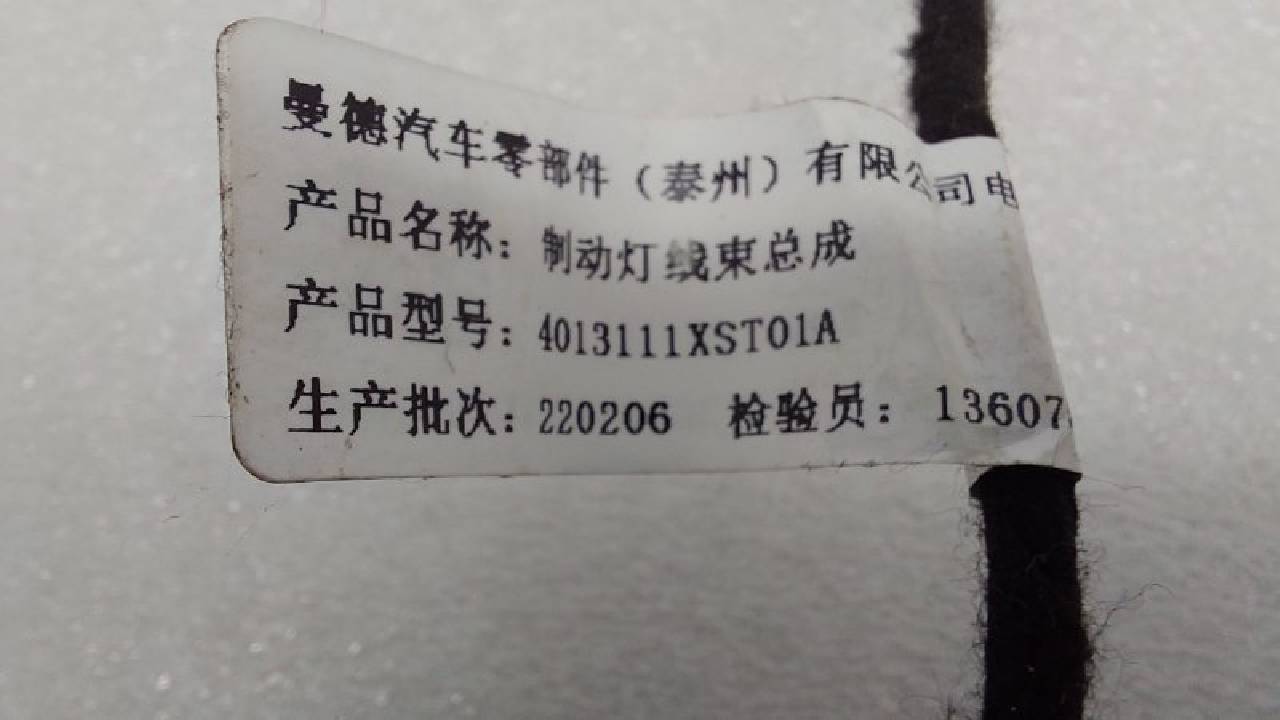 曼德汽车零部件（泰州）有限公司电
产品名称：制动灯线束总成
产品型号：4013111XST01A
生产批次：220206 检验员：13607